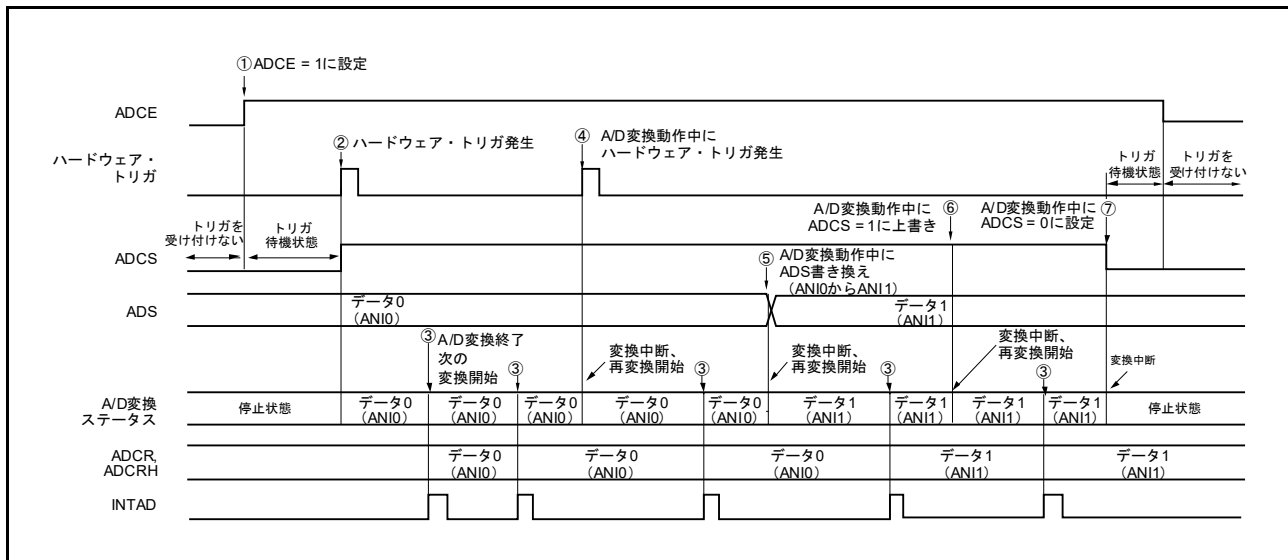 ①ADCE = 1に設定
ADCE
②ハードウェア・トリガ発生
④ A/D変換動作中に
ハードウェア・トリガ発生
ハードウェア・
トリガ
トリガ
待機状態
トリガを
受け付けない
トリガを
受け付けない
トリガ
待機状態
A/D変換動作中に ⑥
ADCS = 1に上書き
A/D変換動作中に ⑦
ADCS = 0に設定
ADCS
⑤ A/D変換動作中に
ADS書き換え
(ANI0からANI1)
ADS
データ0
(ANI0)
データ1
(ANI1)
③ A/D変換終了
次の
変換開始
③
変換中断、
再変換開始
③
変換中断、
再変換開始
③
変換中断、
再変換開始
③
変換中断
A/D変換
ステータス
停止状態
データ0
(ANI0)
データ0
(ANI0)
データ0
(ANI0)
データ0
(ANI0)
データ0
(ANI0)
データ1
(ANI1)
データ1
(ANI1)
データ1
(ANI1)
データ1
(ANI1)
停止状態
ADCR,
ADCRH
データ0
(ANI0)
データ0
(ANI0)
データ0
(ANI0)
データ1
(ANI1)
データ1
(ANI1)
INTAD